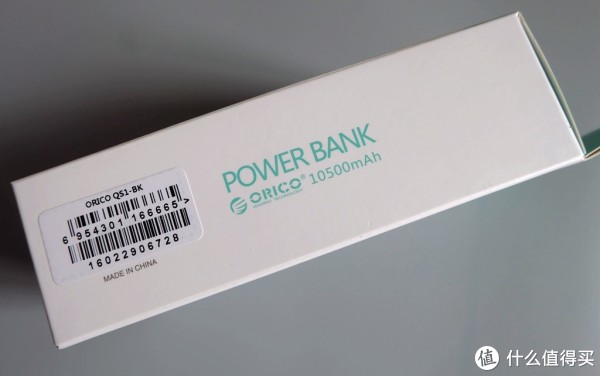 POWER BANK
ORICO® 10500mAh
ORICO QS1-BK
6 954301 166665 >
16022906728
MADE IN CHINA
值 什么值得买